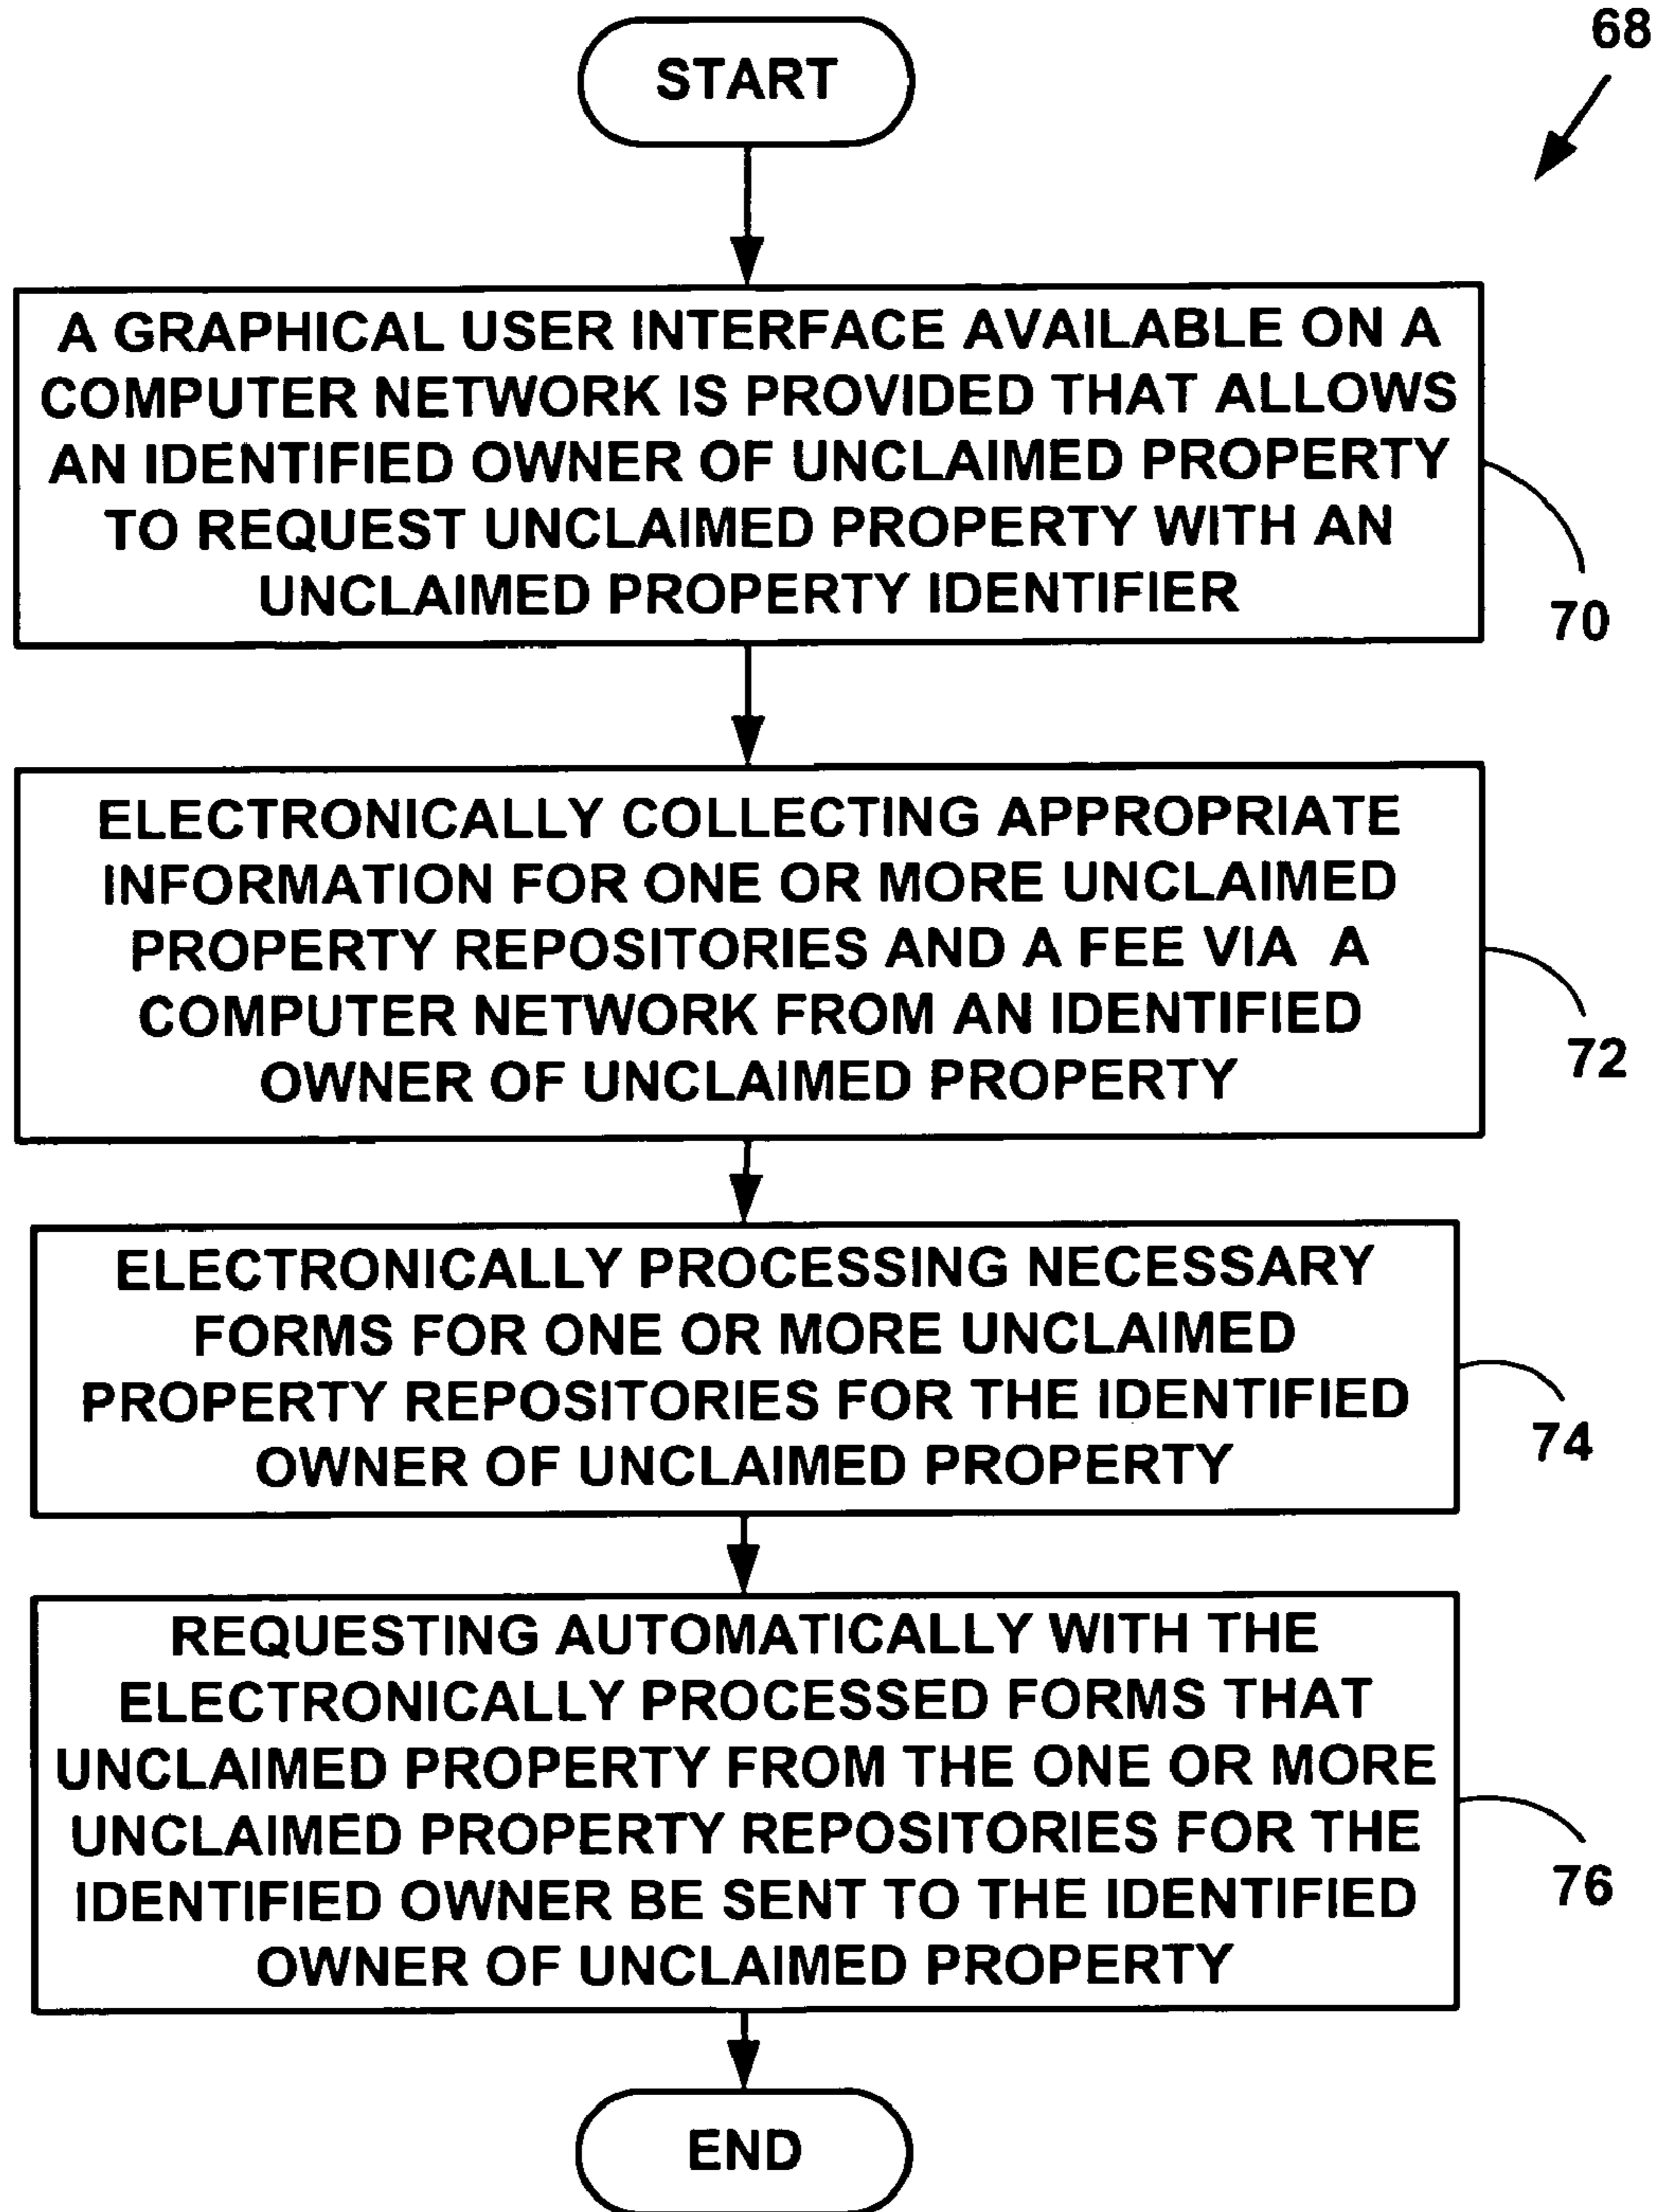 68
START
A GRAPHICAL USER INTERFACE AVAILABLE ON A
COMPUTER NETWORK IS PROVIDED THAT ALLOWS
AN IDENTIFIED OWNER OF UNCLAIMED PROPERTY
TO REQUEST UNCLAIMED PROPERTY WITH AN
UNCLAIMED PROPERTY IDENTIFIER
70
ELECTRONICALLY COLLECTING APPROPRIATE
INFORMATION FOR ONE OR MORE UNCLAIMED
PROPERTY REPOSITORIES AND A FEE VIA A
COMPUTER NETWORK FROM AN IDENTIFIED
OWNER OF UNCLAIMED PROPERTY
72
ELECTRONICALLY PROCESSING NECESSARY
FORMS FOR ONE OR MORE UNCLAIMED
PROPERTY REPOSITORIES FOR THE IDENTIFIED
OWNER OF UNCLAIMED PROPERTY
74
REQUESTING AUTOMATICALLY WITH THE
ELECTRONICALLY PROCESSED FORMS THAT
UNCLAIMED PROPERTY FROM THE ONE OR MORE
UNCLAIMED PROPERTY REPOSITORIES FOR THE
IDENTIFIED OWNER BE SENT TO THE IDENTIFIED
OWNER OF UNCLAIMED PROPERTY
76
END